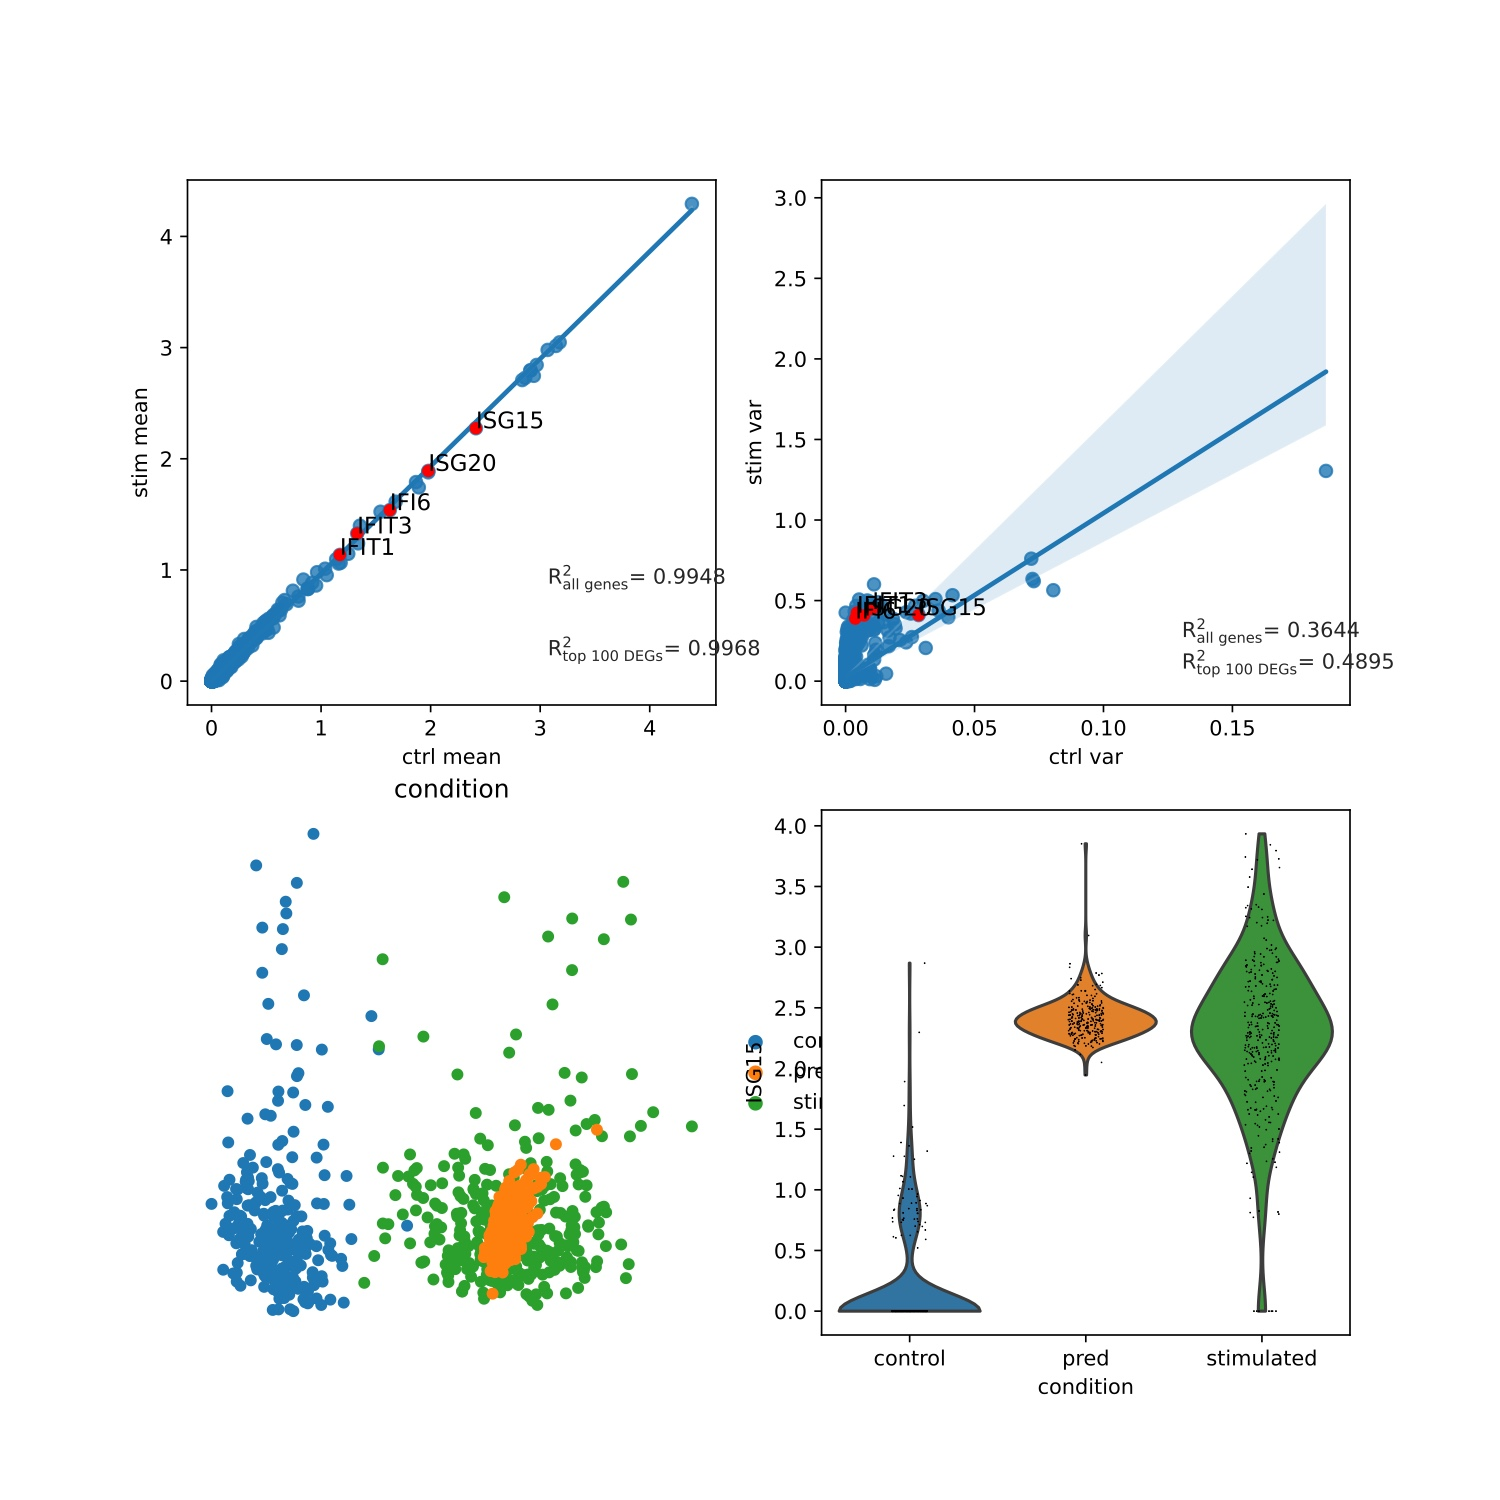 4
3
2
1
0
stim mean
ISG15
ISG20
IFI6
IFIT3
IFIT1
R2all genes= 0.9948
R2top 100 DEGs= 0.9968
0 1 2 3 4
ctrl mean
3.0
2.5
2.0
1.5
1.0
0.5
0.0
stim var
IFIT3
ISG20
ISG15
IFI6
R2all genes= 0.3644
R2top 100 DEGs= 0.4895
0.00 0.05 0.10 0.15
ctrl var
condition
4.0
3.5
3.0
2.5
2.0
1.5
1.0
0.5
0.0
ISG15
control pred stimulated
condition